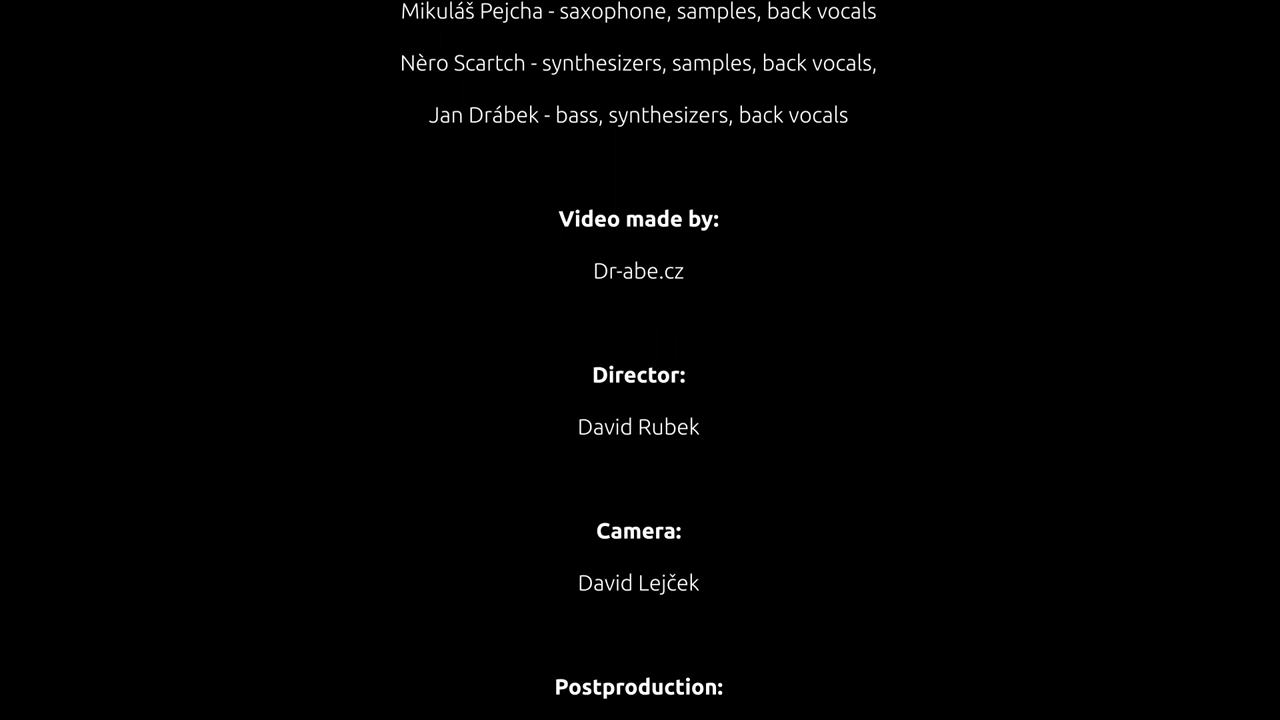 Mikuláš Pejcha - saxophone, samples, back vocals
Nèro Scartch - synthesizers, samples, back vocals,
Jan Drábek - bass, synthesizers, back vocals
Video made by:
Dr-abe.cz
Director:
David Rubek
Camera:
David Lejček
Postproduction: